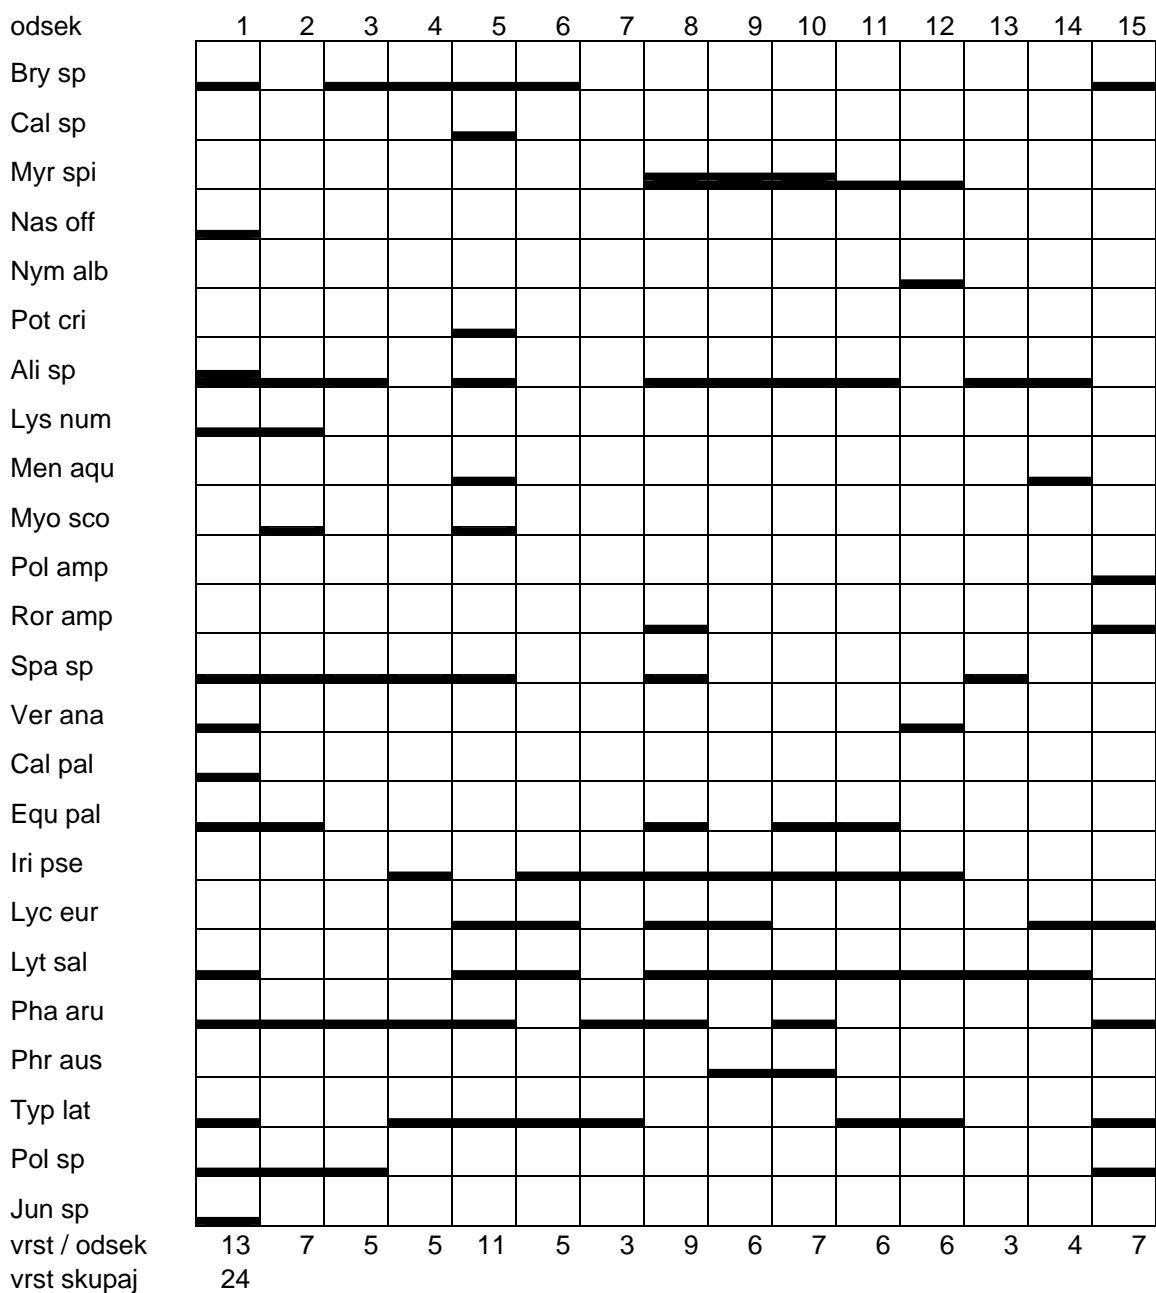 odsek 1 2 3 4 5 6 7 8 9 10 11 12 13 14 15
Bry sp
Cal sp
Myr spi
Nas off
Nym alb
Pot cri
Ali sp
Lys num
Men aqu
Myo sco
Pol amp
Ror amp
Spa sp
Ver ana
Cal pal
Equ pal
Iri pse
Lyc eur
Lyt sal
Pha aru
Phr aus
Typ lat
Pol sp
Jun sp
vrst / odsek 13 7 5 5 11 5 3 9 6 7 6 6 3 4 7
vrst skupaj 24